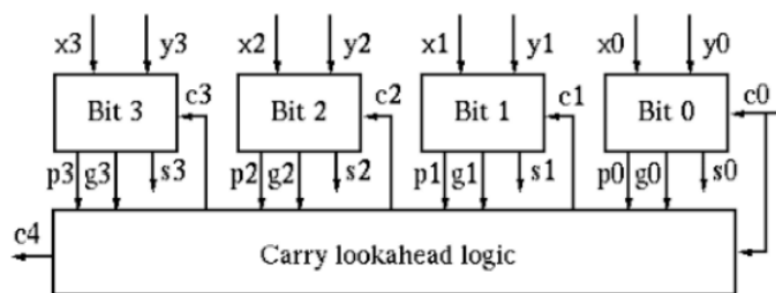 x3 y3 x2 y2 x1 y1 x0 y0
Bit 3 c3 Bit 2 c2 Bit 1 c1 Bit 0 c0
p3 g3 s3 p2 g2 s2 p1 g1 s1 p0 g0 s0
c4
Carry lookahead logic